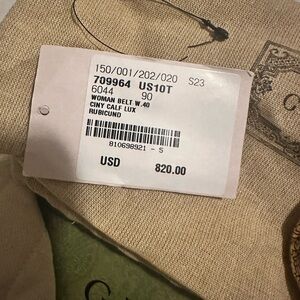 150/001/202/020 S23
709964 US10T
6044 90
WOMAN BELT W.40
CINY CALF LUX
RUBICUND
810698921 - S
USD 820.00
G